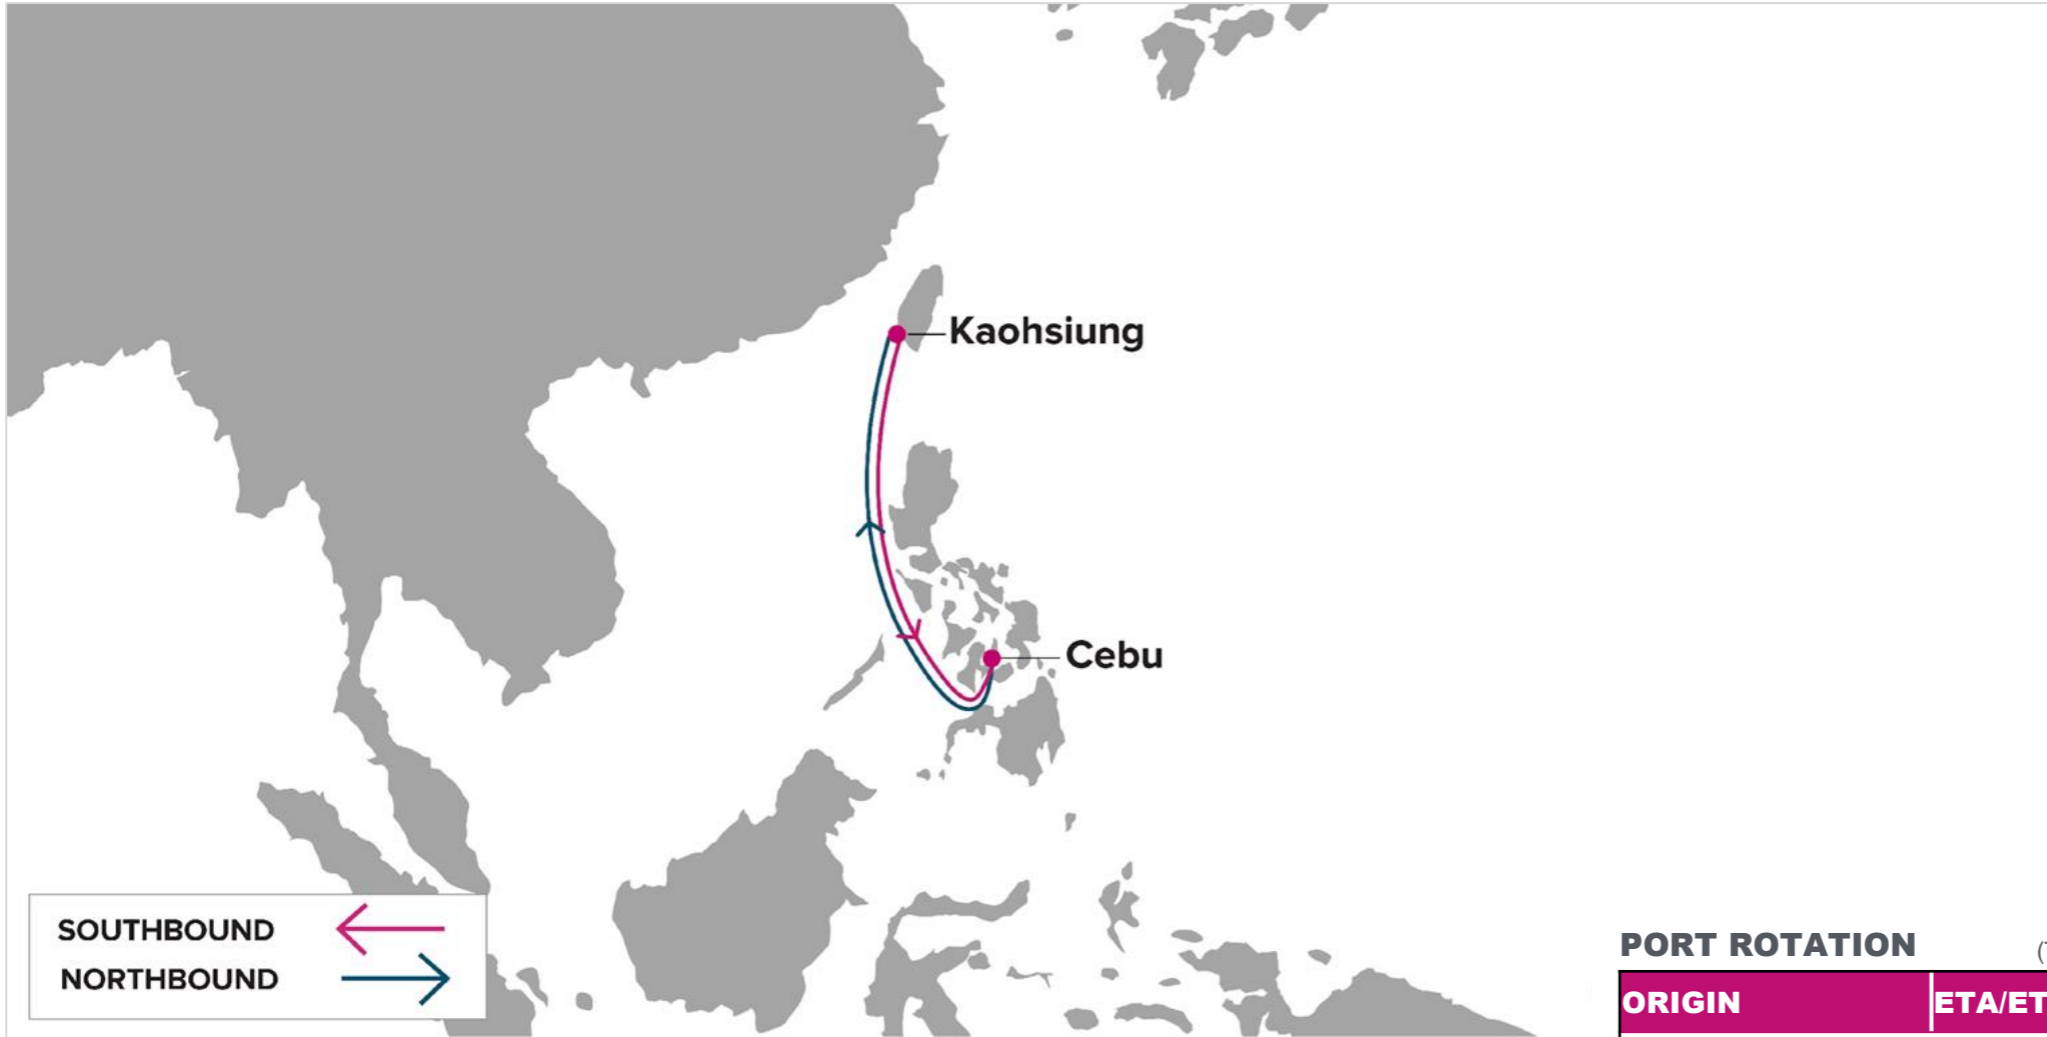 Kaohsiung
Cebu
SOUTHBOUND
NORTHBOUND
PORT ROTATION
ORIGIN